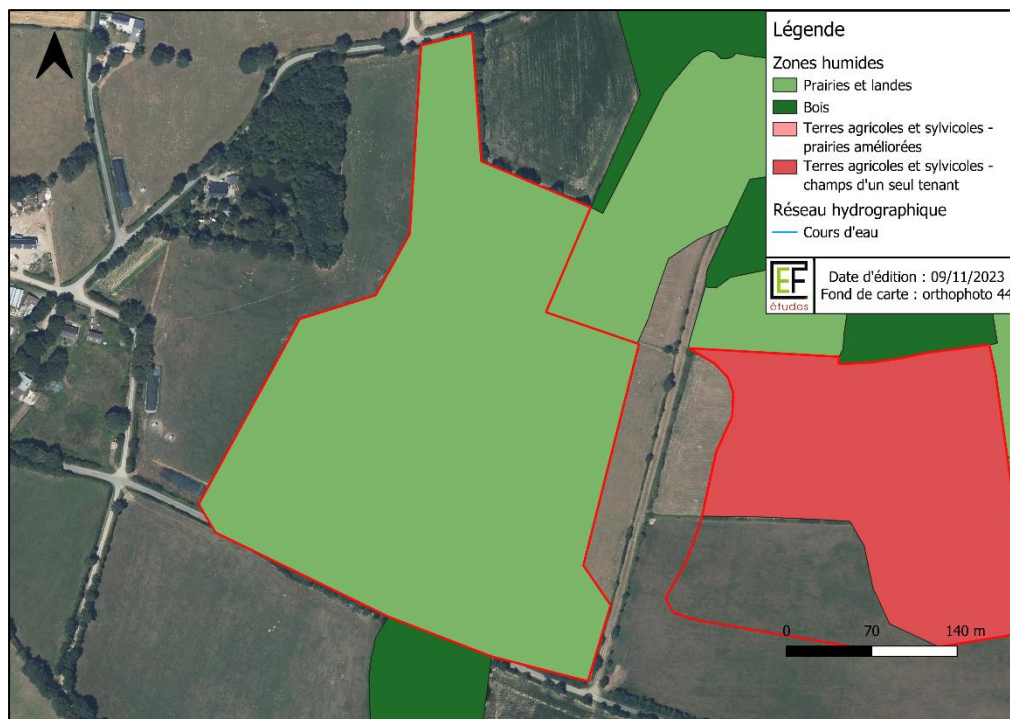 Légende
Zones humides
Prairies et landes
Bois
Terres agricoles et sylvicoles -
prairies améliorées
Terres agricoles et sylvicoles -
champs d'un seul tenant
Réseau hydrographique
Cours d'eau
EF
études
Date d'édition : 09/11/2023
Fond de carte : orthophoto 44
0 70 140 m